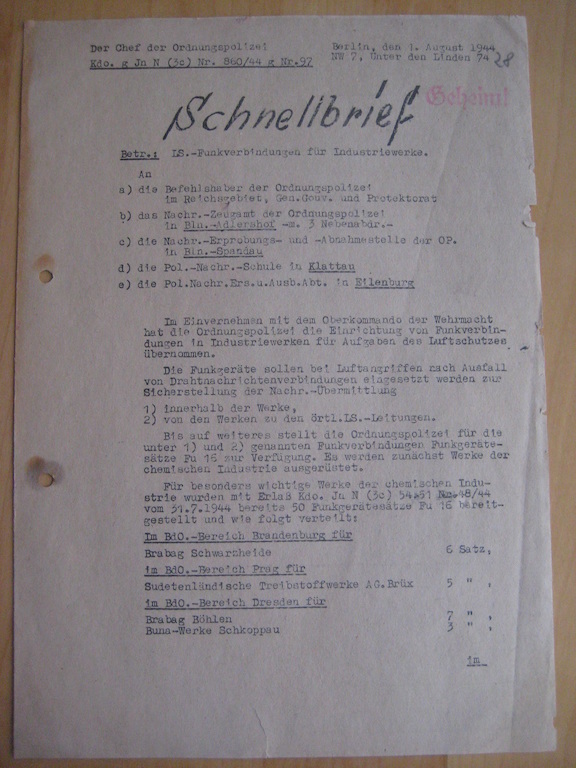 Der Chef der Ordnungspolizei
Kdo. g Jn N (3c) Nr. 860/44 g Nr.97
Berlin, den 1. August 1944
NW 7, Unter den Linden 74
28
Schnellbrief
Geheim!
Betr.: LS.-Funkverbindungen für Industriewerke.
An
a) die Befehlshaber der Ordnungspolizei
im Reichsgebiet, Gen.Gouv. und Protektorat
b) das Nachr.-Zeugamt der Ordnungspolizei
in Bln.-Adlershof -m. 3 Nebenabdr.-
c) die Nachr.-Erprobungs- und -Abnahmestelle der OP.
in Bln.-Spandau
d) die Pol.-Nachr.-Schule in Klattau
e) die Pol.Nachr.Ers.u.Ausb.Abt. in Eilenburg
Im Einvernehmen mit dem Oberkommando der Wehrmacht
hat die Ordnungspolizei die Einrichtung von Funkverbin-
dungen in Industriewerken für Aufgaben des Luftschutzes
übernommen.
Die Funkgeräte sollen bei Luftangriffen nach Ausfall
von Drahtnachrichtenverbindungen eingesetzt werden zur
Sicherstellung der Nachr.-Übermittlung
1) innerhalb der Werke,
2) von den Werken zu den örtl.LS.-Leitungen.
Bis auf weiteres stellt die Ordnungspolizei für die
unter 1) und 2) genannten Funkverbindungen Funkgeräte-
sätze Fu 16 zur Verfügung. Es werden zunächst Werke der
chemischen Industrie ausgerüstet.
Für besonders wichtige Werke der chemischen Indu-
strie wurden mit Erlaß Kdo. Jn N (3c) 54 51 Nr. 48/44
vom 31.7.1944 bereits 50 Funkgerätesätze Fu 16 bereit-
gestellt und wie folgt verteilt:
Im BdO.-Bereich Brandenburg für
Brabag Schwarzheide 6 Satz,
im BdO.-Bereich Prag für
Sudetenländische Treibstoffwerke AG.Brüx 5 " ,
im BdO.-Bereich Dresden für
Brabag Böhlen 7 " ,
Buna-Werke Schkoppau 3 " ,
im